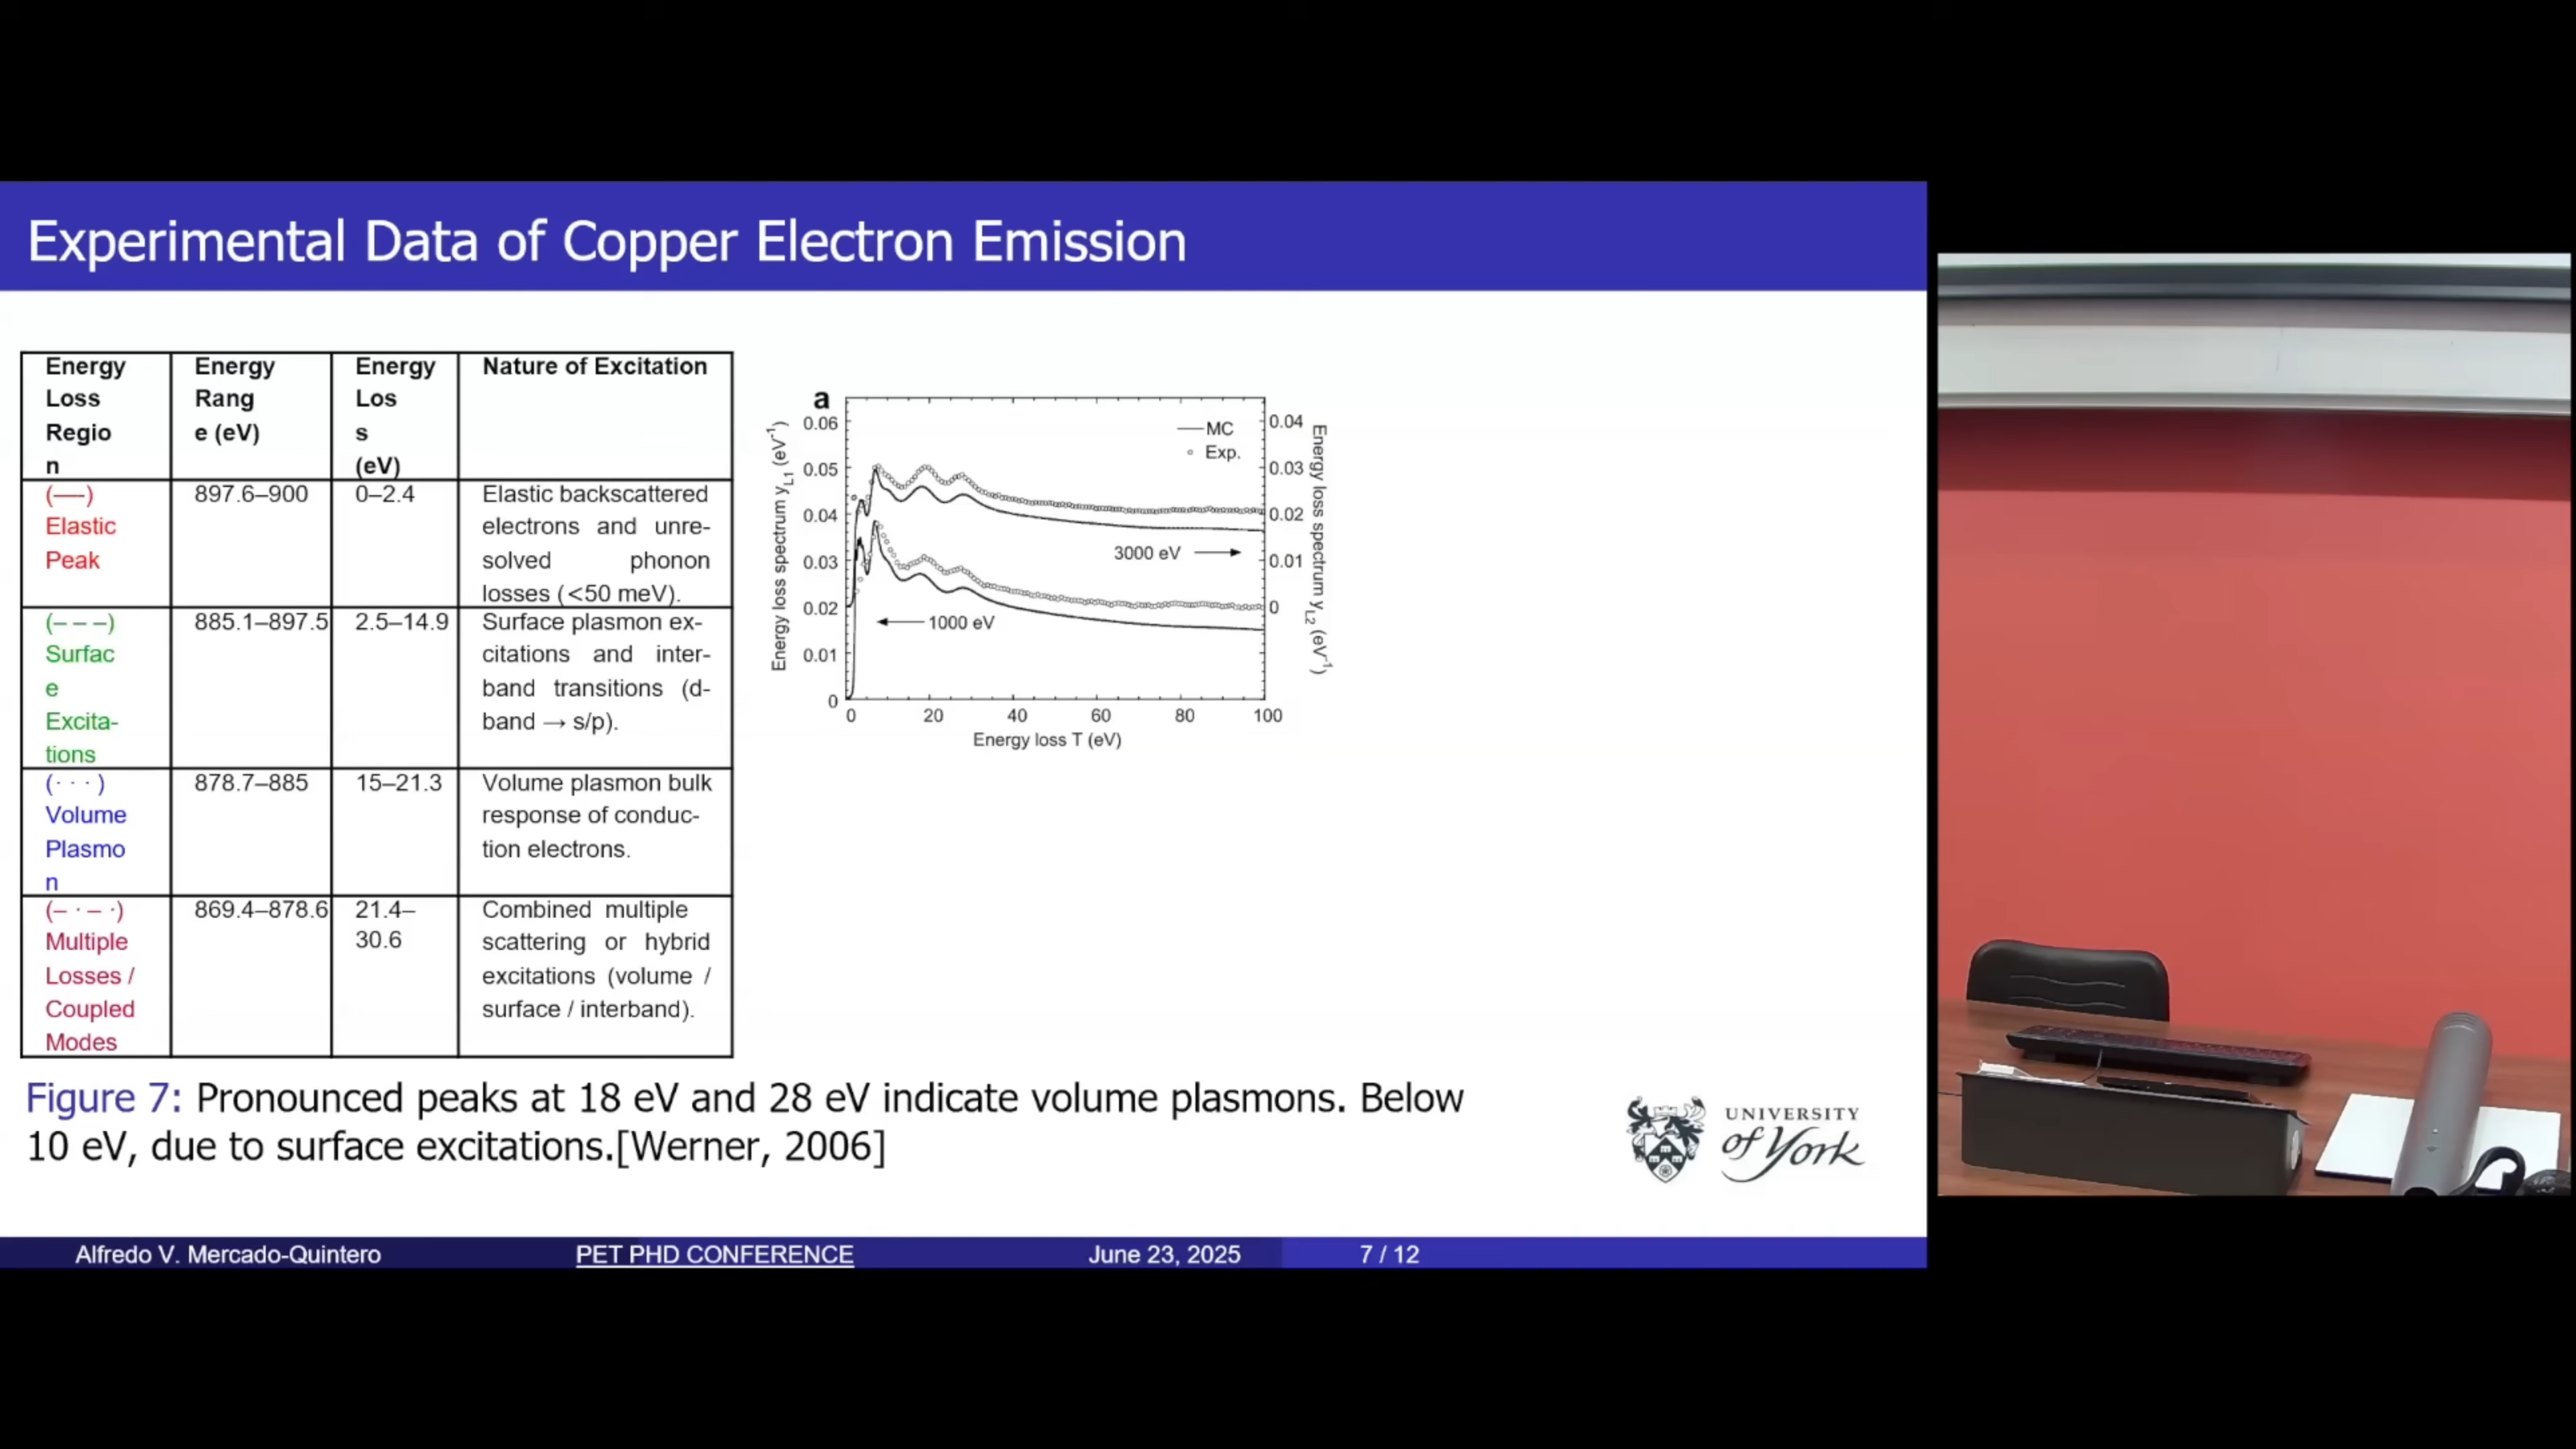 Experimental Data of Copper Electron Emission
Energy
Loss
Regio
n
Energy
Rang
e (eV)
Energy
Los
s
(eV)
Nature of Excitation
(—)
Elastic
Peak
897.6–900
0–2.4
Elastic backscattered
electrons and unre-
solved phonon
losses (<50 meV).
(– – –)
Surfac
e
Excita-
tions
885.1–897.5
2.5–14.9
Surface plasmon ex-
citations and inter-
band transitions (d-
band → s/p).
(· · · )
Volume
Plasmo
n
878.7–885
15–21.3
Volume plasmon bulk
response of conduc-
tion electrons.
(– · – ·)
Multiple
Losses /
Coupled
Modes
869.4–878.6
21.4–
30.6
Combined multiple
scattering or hybrid
excitations (volume /
surface / interband).
a
Energy loss spectrum yL1 (eV-1)
0.06
0.05
0.04
0.03
0.02
0.01
0
MC
Exp.
3000 eV
1000 eV
0.04
0.03
0.02
0.01
0
Energy loss spectrum yL2 (eV-1)
0 20 40 60 80 100
Energy loss T (eV)
Figure 7: Pronounced peaks at 18 eV and 28 eV indicate volume plasmons. Below
10 eV, due to surface excitations.[Werner, 2006]
UNIVERSITY
of York
Alfredo V. Mercado-Quintero PET PHD CONFERENCE June 23, 2025 7 / 12